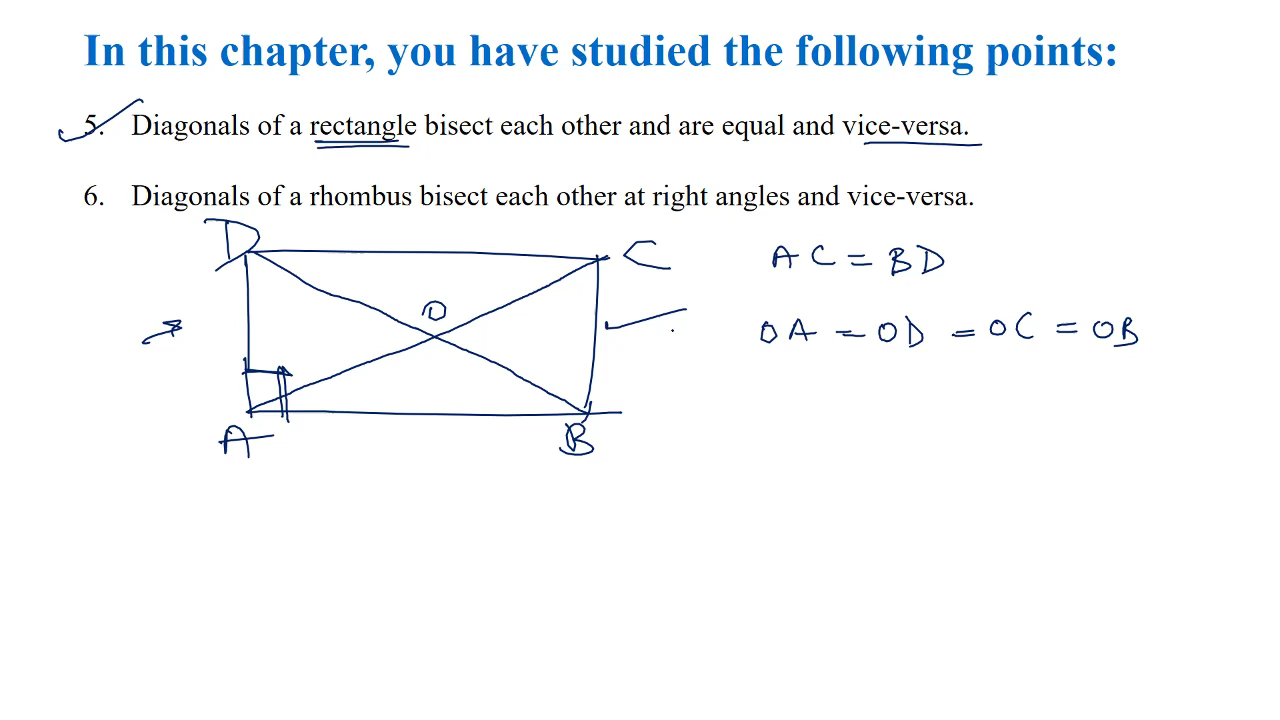 In this chapter, you have studied the following points:
5. Diagonals of a rectangle bisect each other and are equal and vice-versa.
6. Diagonals of a rhombus bisect each other at right angles and vice-versa.
D
C
AC = BD
O
OA = OD = OC = OB
A
B